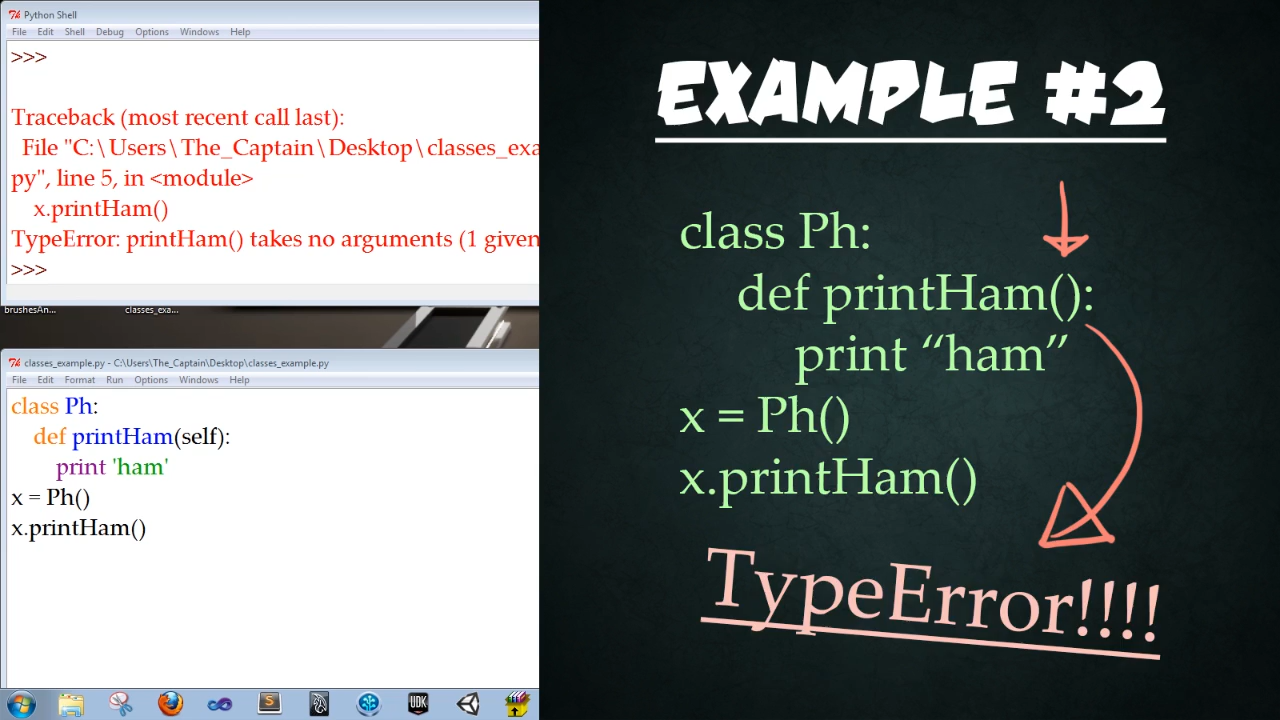 Python Shell
File Edit Shell Debug Options Windows Help
>>>
Traceback (most recent call last):
File "C:\Users\The_Captain\Desktop\classes_exa
py", line 5, in <module>
x.printHam()
TypeError: printHam() takes no arguments (1 given
>>>
brushesAn... classes_exa...
classes_example.py - C:\Users\The_Captain\Desktop\classes_example.py
File Edit Format Run Options Windows Help
class Ph:
def printHam(self):
print 'ham'
x = Ph()
x.printHam()
S
UDK
EXAMPLE #2
class Ph:
def printHam():
print “ham”
x = Ph()
x.printHam()
TypeError!!!!